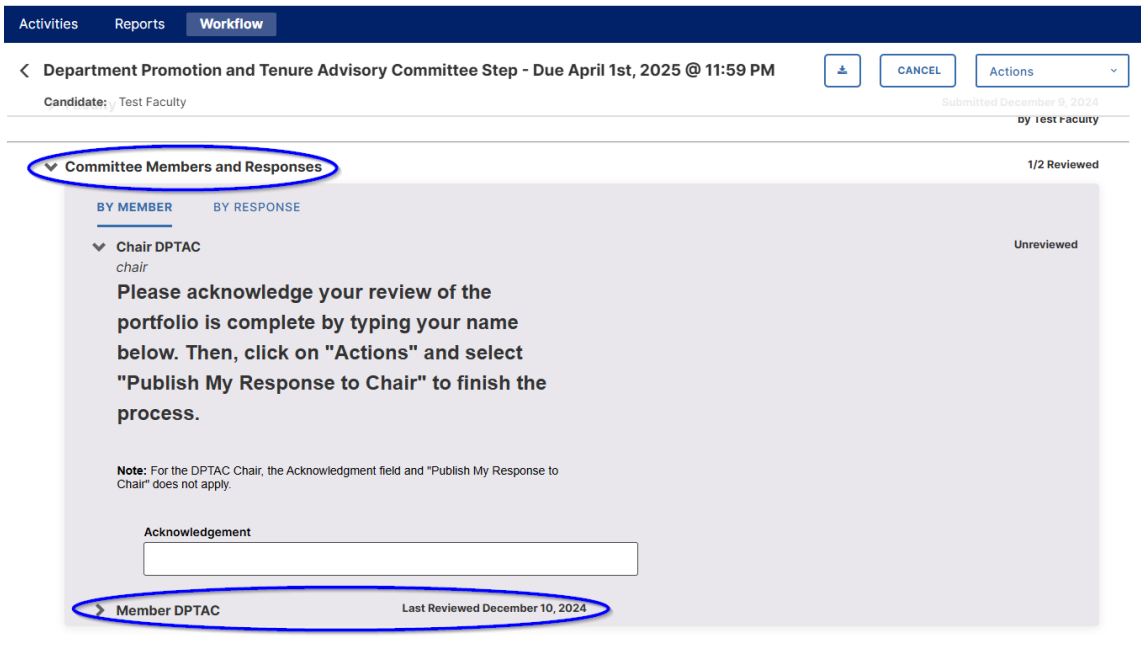 Activities Reports Workflow
Department Promotion and Tenure Advisory Committee Step - Due April 1st, 2025 @ 11:59 PM
CANCEL
Actions
Candidate: Test Faculty
Submitted December 9, 2024
by Test Faculty
Committee Members and Responses
1/2 Reviewed
BY MEMBER BY RESPONSE
Chair DPTAC
Unreviewed
chair
Please acknowledge your review of the
portfolio is complete by typing your name
below. Then, click on "Actions" and select
"Publish My Response to Chair" to finish the
process.
Note: For the DPTAC Chair, the Acknowledgment field and "Publish My Response to
Chair" does not apply.
Acknowledgement
Member DPTAC
Last Reviewed December 10, 2024